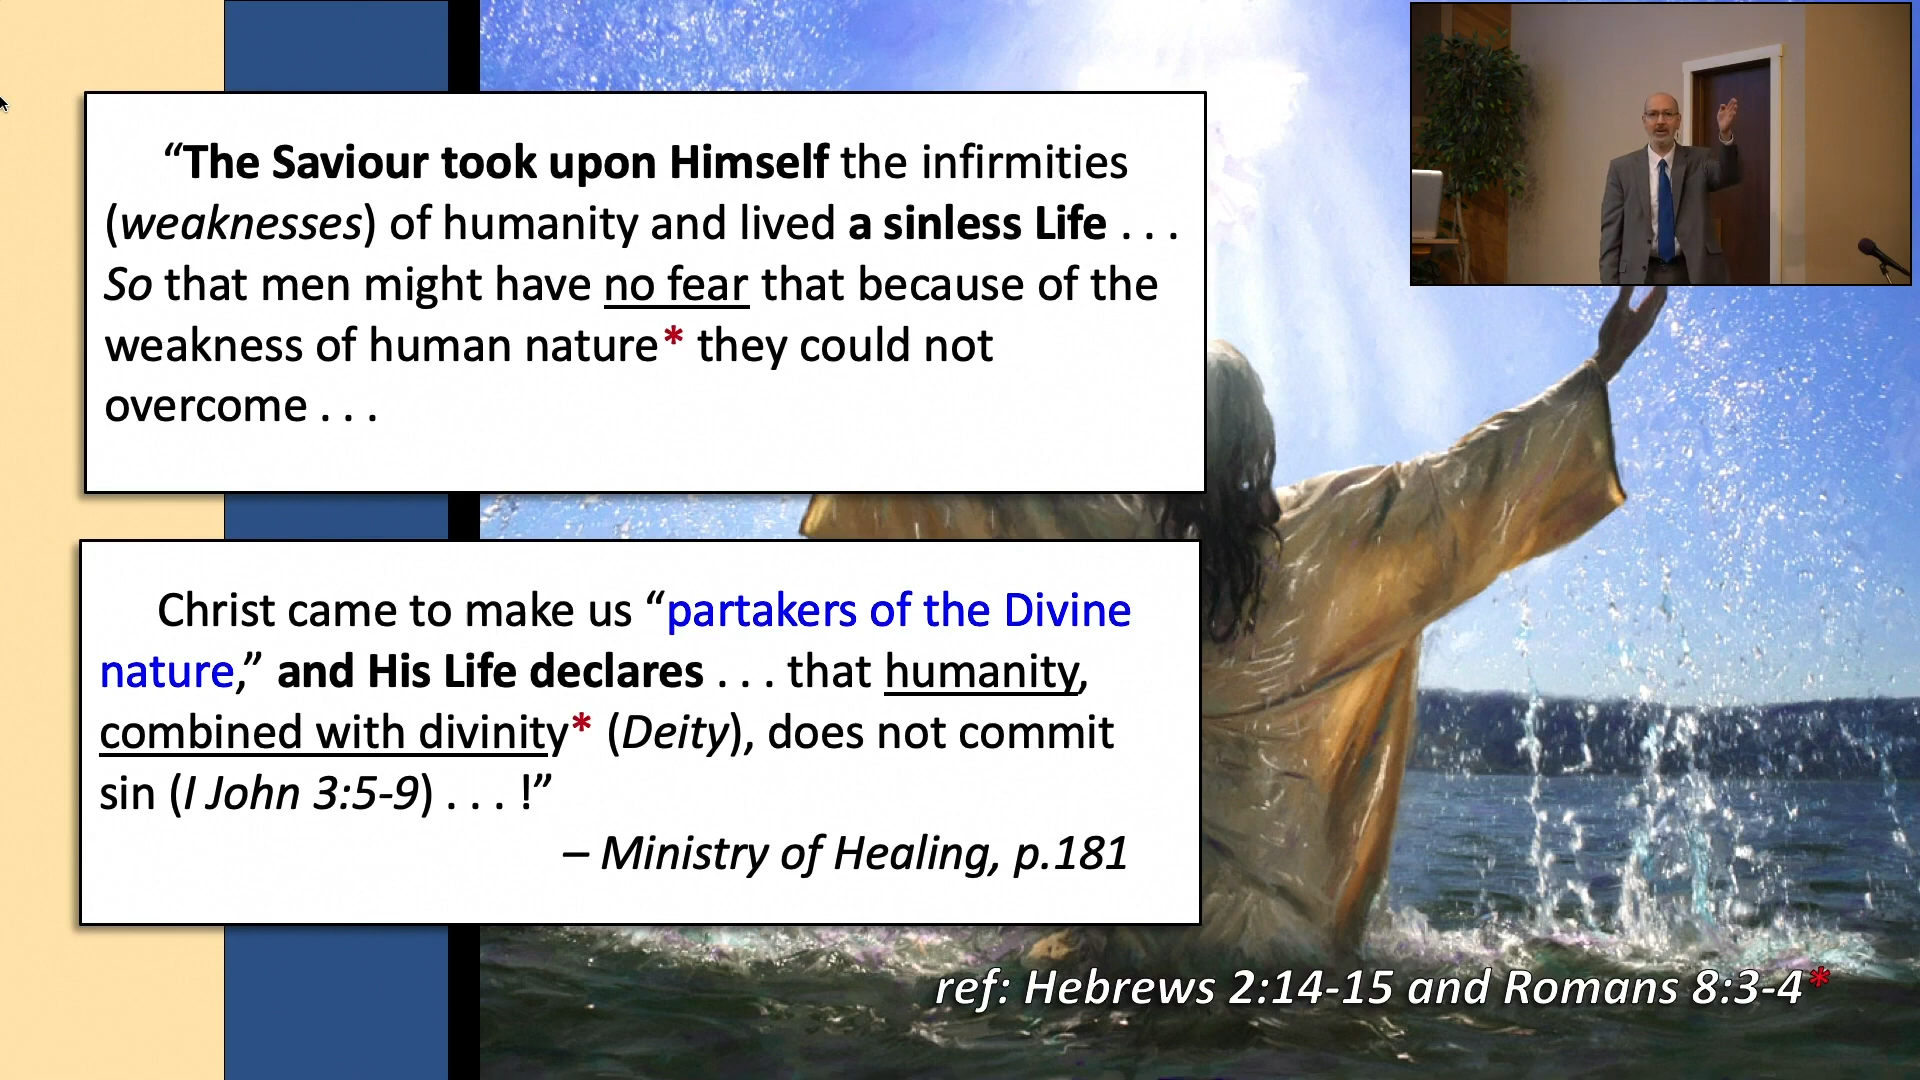 “The Saviour took upon Himself the infirmities
(weaknesses) of humanity and lived a sinless Life . . .
So that men might have no fear that because of the
weakness of human nature* they could not
overcome . . .
Christ came to make us “partakers of the Divine
nature,” and His Life declares . . . that humanity,
combined with divinity* (Deity), does not commit
sin (I John 3:5-9) . . . !”
– Ministry of Healing, p.181
ref: Hebrews 2:14-15 and Romans 8:3-4*